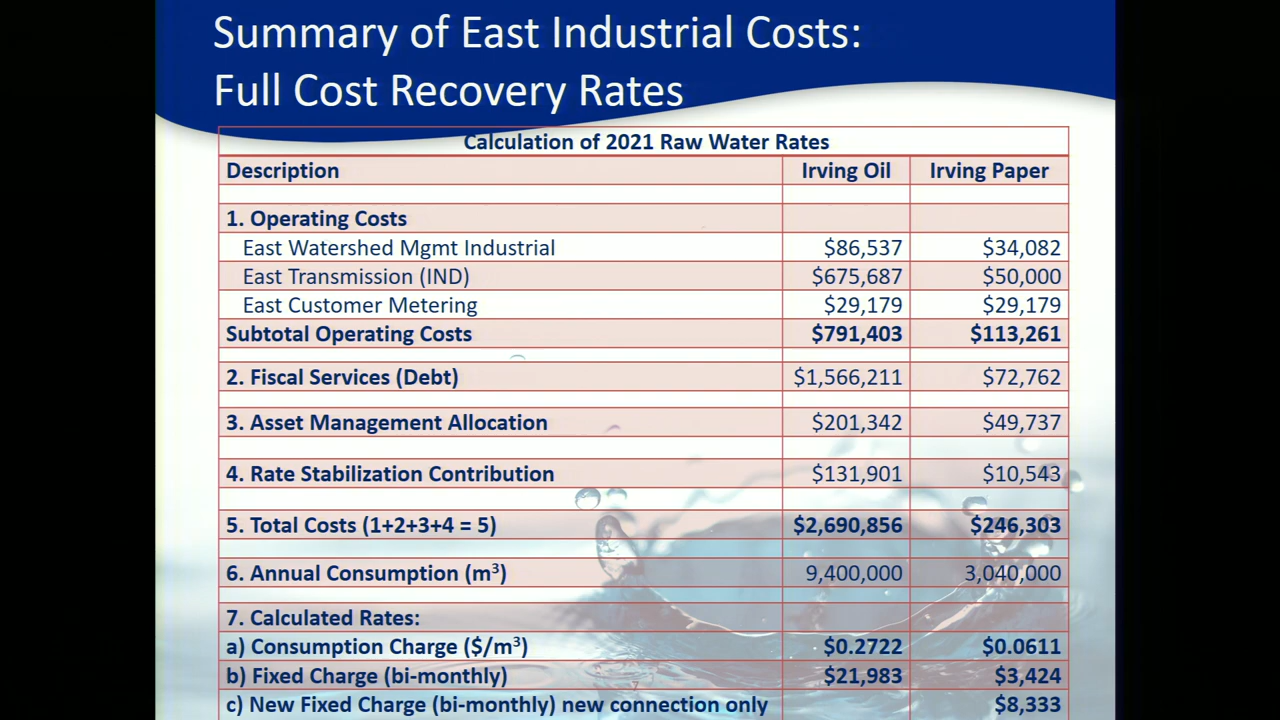 Summary of East Industrial Costs:
Full Cost Recovery Rates
Calculation of 2021 Raw Water Rates
Description Irving Oil Irving Paper
1. Operating Costs
East Watershed Mgmt Industrial $86,537 $34,082
East Transmission (IND) $675,687 $50,000
East Customer Metering $29,179 $29,179
Subtotal Operating Costs $791,403 $113,261
2. Fiscal Services (Debt) $1,566,211 $72,762
3. Asset Management Allocation $201,342 $49,737
4. Rate Stabilization Contribution $131,901 $10,543
5. Total Costs (1+2+3+4 = 5) $2,690,856 $246,303
6. Annual Consumption (m³) 9,400,000 3,040,000
7. Calculated Rates:
a) Consumption Charge ($/m³) $0.2722 $0.0611
b) Fixed Charge (bi-monthly) $21,983 $3,424
7
c) New Fixed Charge (bi-monthly) new connection only $8,333